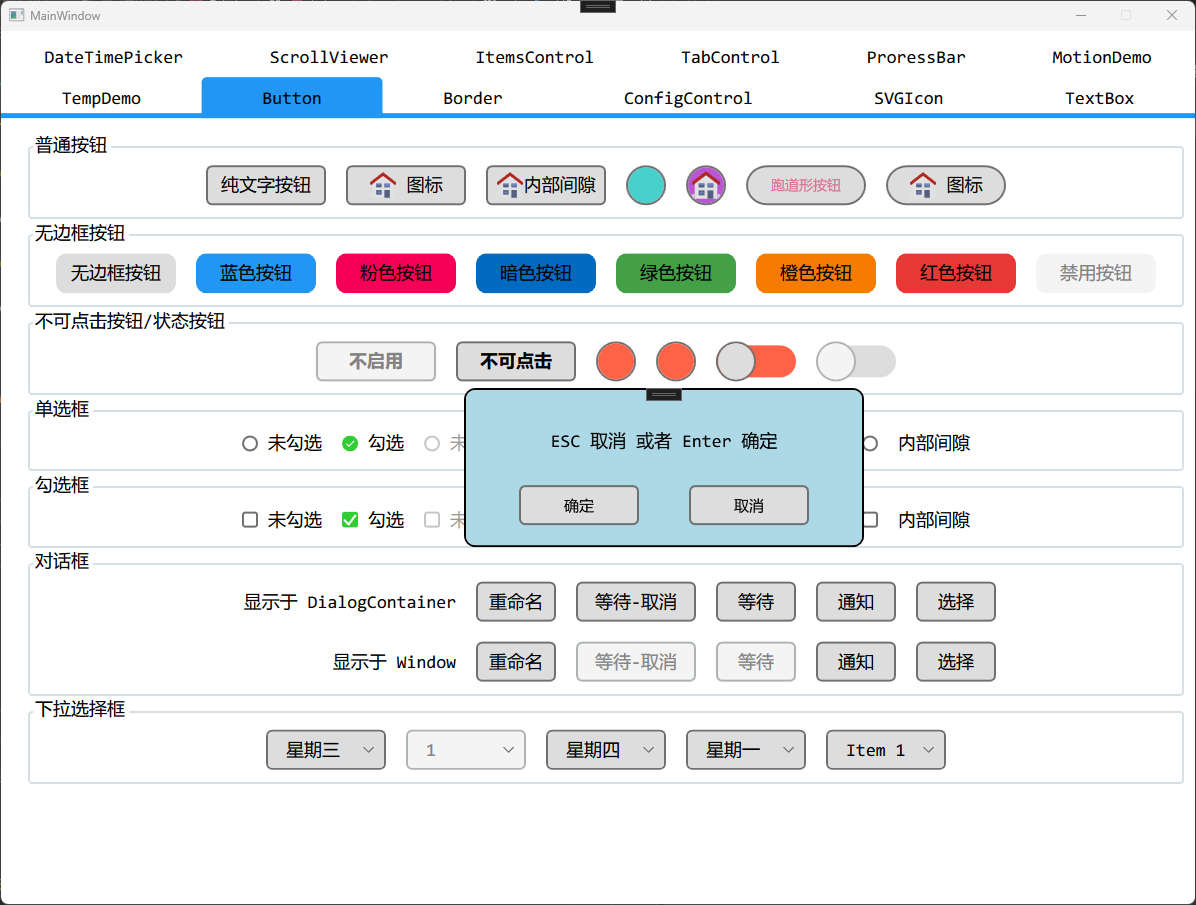 MainWindow
DateTimePicker ScrollViewer ItemsControl TabControl ProressBar MotionDemo
TempDemo Button Border ConfigControl SVGIcon TextBox
普通按钮
纯文字按钮 图标 内部间隙 跑道形按钮 图标
无边框按钮
无边框按钮 蓝色按钮 粉色按钮 暗色按钮 绿色按钮 橙色按钮 红色按钮 禁用按钮
不可点击按钮/状态按钮
不启用 不可点击
单选框
未勾选 勾选 未 内部间隙
ESC 取消 或者 Enter 确定
确定 取消
勾选框
未勾选 勾选 未 内部间隙
对话框
显示于 DialogContainer 重命名 等待-取消 等待 通知 选择
显示于 Window 重命名 等待-取消 等待 通知 选择
下拉选择框
星期三 1 星期四 星期一 Item 1